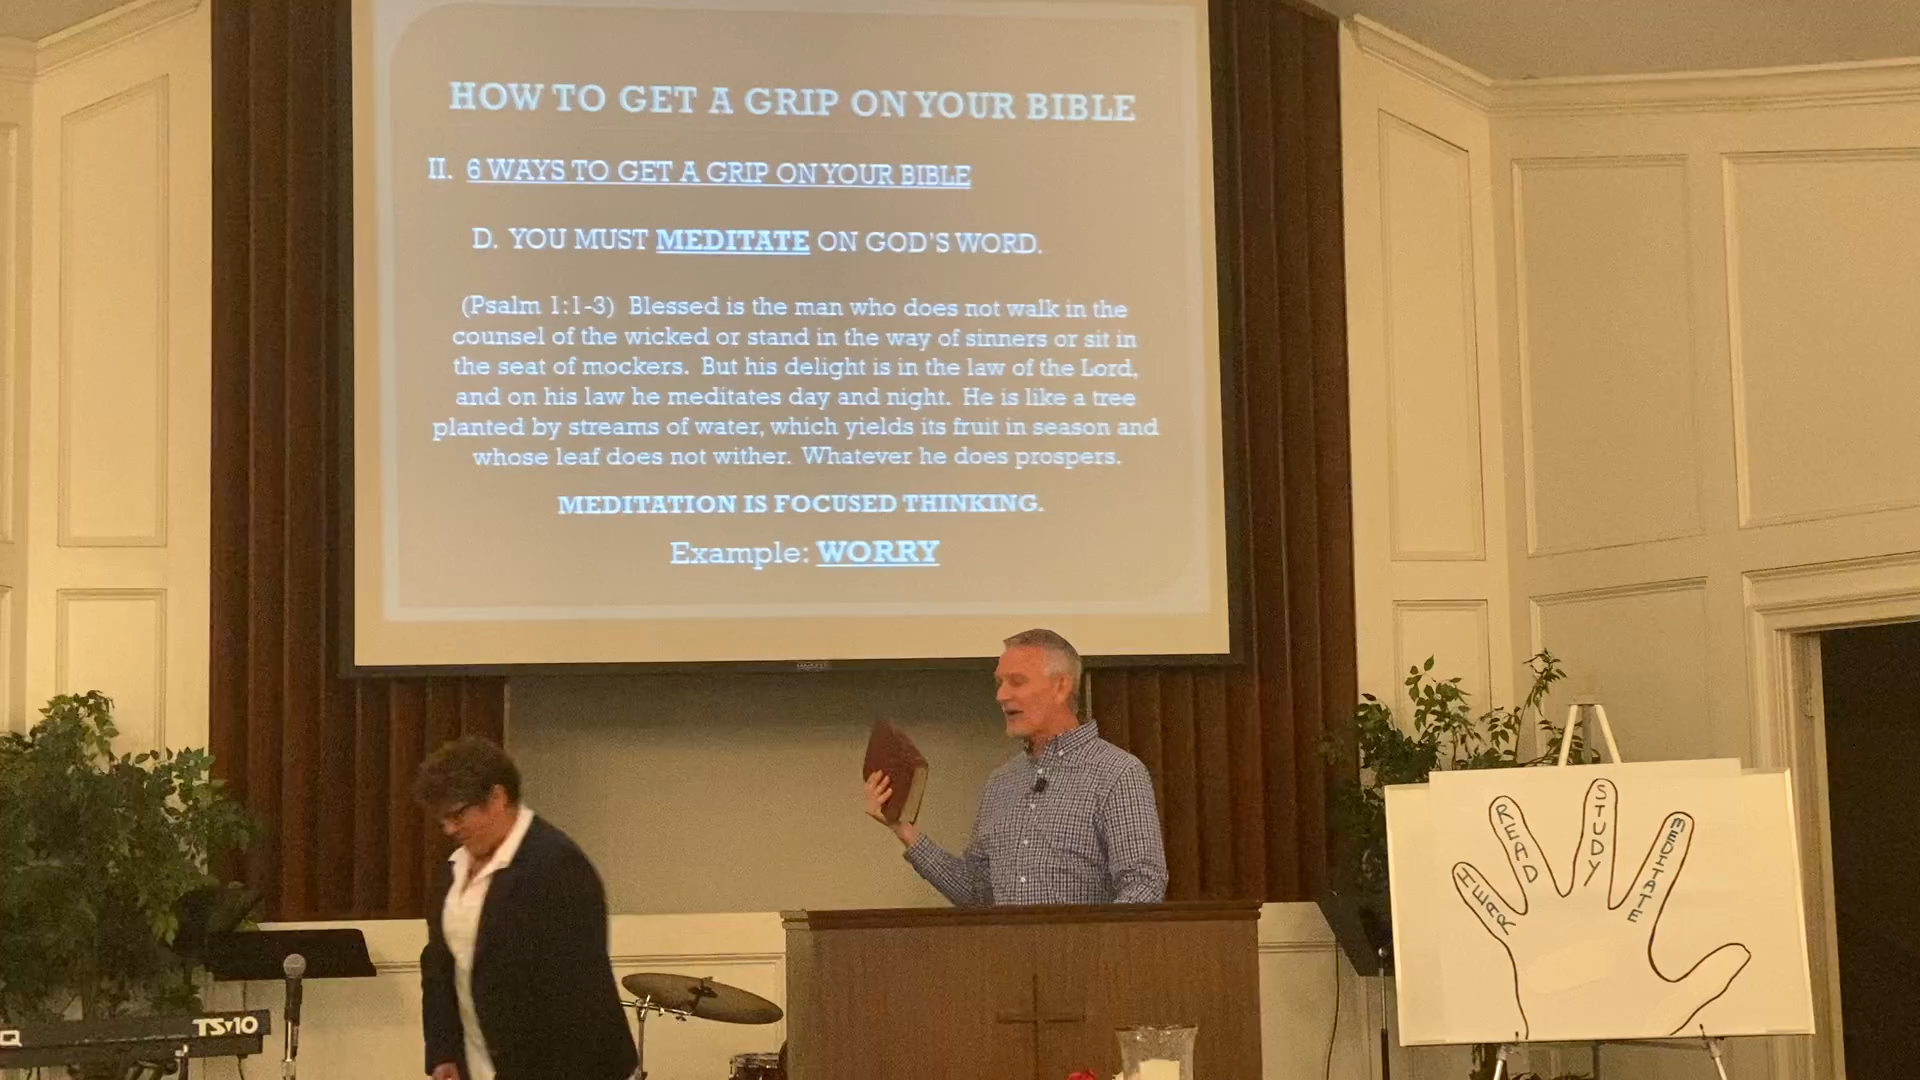 HOW TO GET A GRIP ON YOUR BIBLE
II. 6 WAYS TO GET A GRIP ON YOUR BIBLE
D. YOU MUST MEDITATE ON GOD'S WORD.
(Psalm 1:1-3) Blessed is the man who does not walk in the
counsel of the wicked or stand in the way of sinners or sit in
the seat of mockers. But his delight is in the law of the Lord,
and on his law he meditates day and night. He is like a tree
planted by streams of water, which yields its fruit in season and
whose leaf does not wither. Whatever he does prospers.
MEDITATION IS FOCUSED THINKING.
Example: WORRY
HEAR
READ
STUDY
MEDITATE
TS10